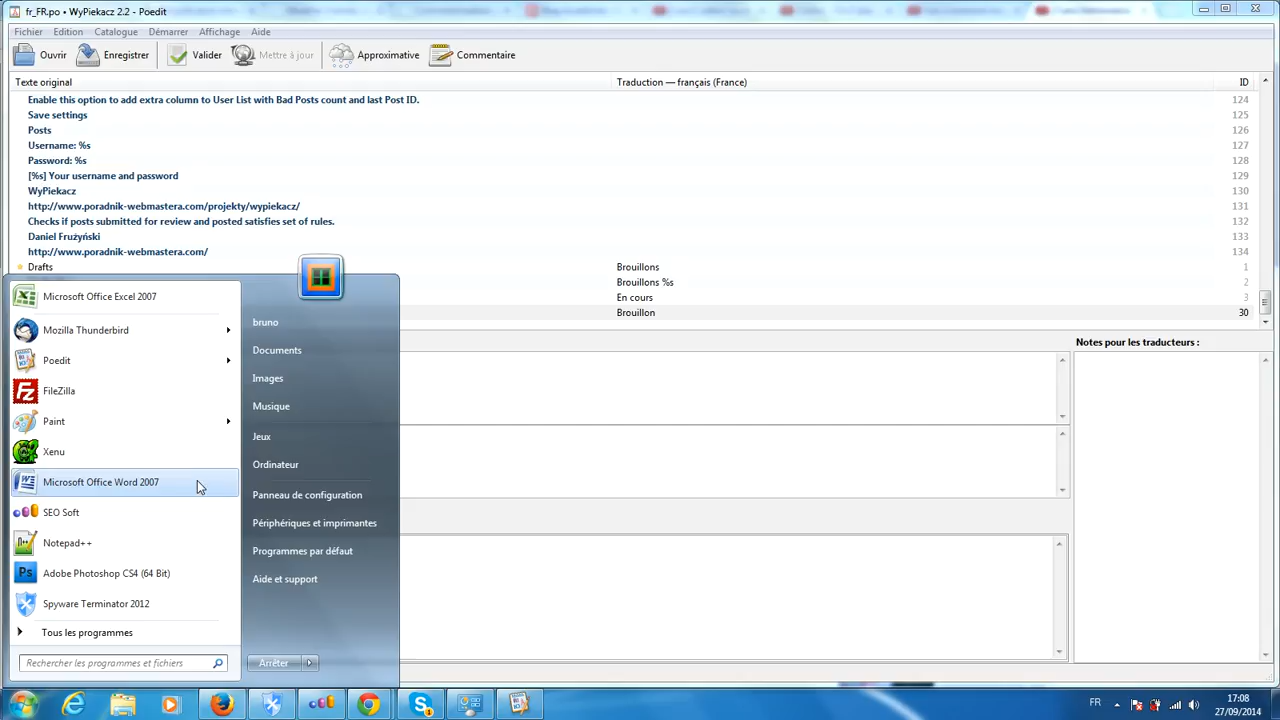 fr_FR.po • WyPiekacz 2.2 - Poedit
Fichier Edition Catalogue Démarrer Affichage Aide
Ouvrir Enregistrer Valider Mettre à jour Approximative Commentaire
Texte original Traduction — français (France) ID
Enable this option to add extra column to User List with Bad Posts count and last Post ID. 124
Save settings 125
Posts 126
Username: %s 127
Password: %s 128
[%s] Your username and password 129
WyPiekacz 130
http://www.poradnik-webmastera.com/projekty/wypiekacz/ 131
Checks if posts submitted for review and posted satisfies set of rules. 132
Daniel Frużyński 133
http://www.poradnik-webmastera.com/ 134
Drafts Brouillons 1
Brouillons %s 2
En cours 3
Brouillon 30
Notes pour les traducteurs :
Microsoft Office Excel 2007
Mozilla Thunderbird
Poedit
FileZilla
Paint
Xenu
Microsoft Office Word 2007
SEO Soft
Notepad++
Adobe Photoshop CS4 (64 Bit)
Spyware Terminator 2012
Tous les programmes
Rechercher les programmes et fichiers
bruno
Documents
Images
Musique
Jeux
Ordinateur
Panneau de configuration
Périphériques et imprimantes
Programmes par défaut
Aide et support
Arrêter
FR
17:08
27/09/2014